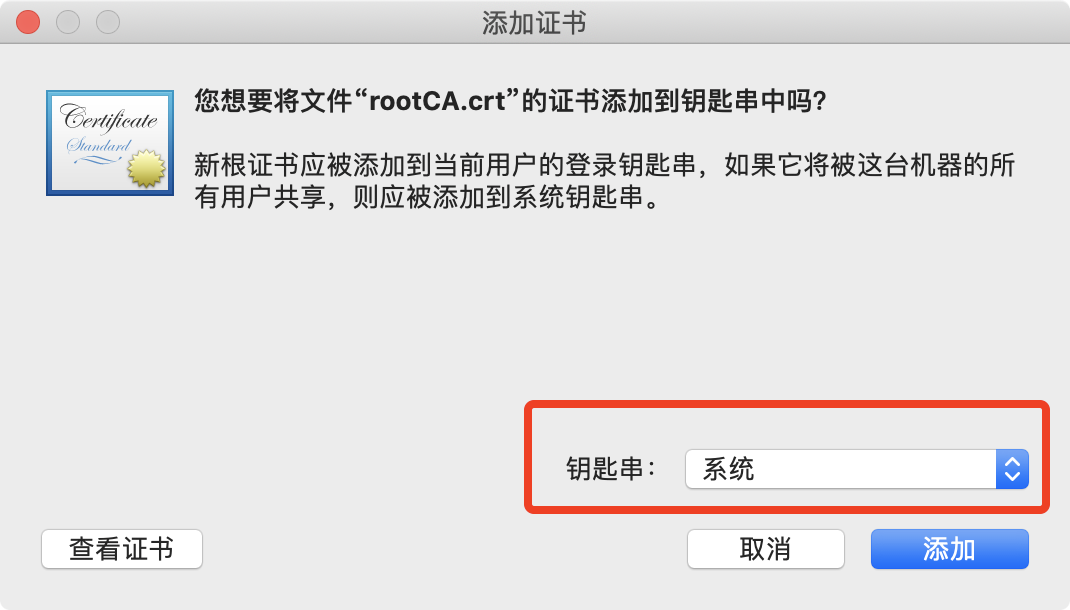 添加证书
Certificate
Standard
您想要将文件“rootCA.crt”的证书添加到钥匙串中吗？
新根证书应被添加到当前用户的登录钥匙串，如果它将被这台机器的所
有用户共享，则应被添加到系统钥匙串。
钥匙串：
系统
查看证书
取消
添加